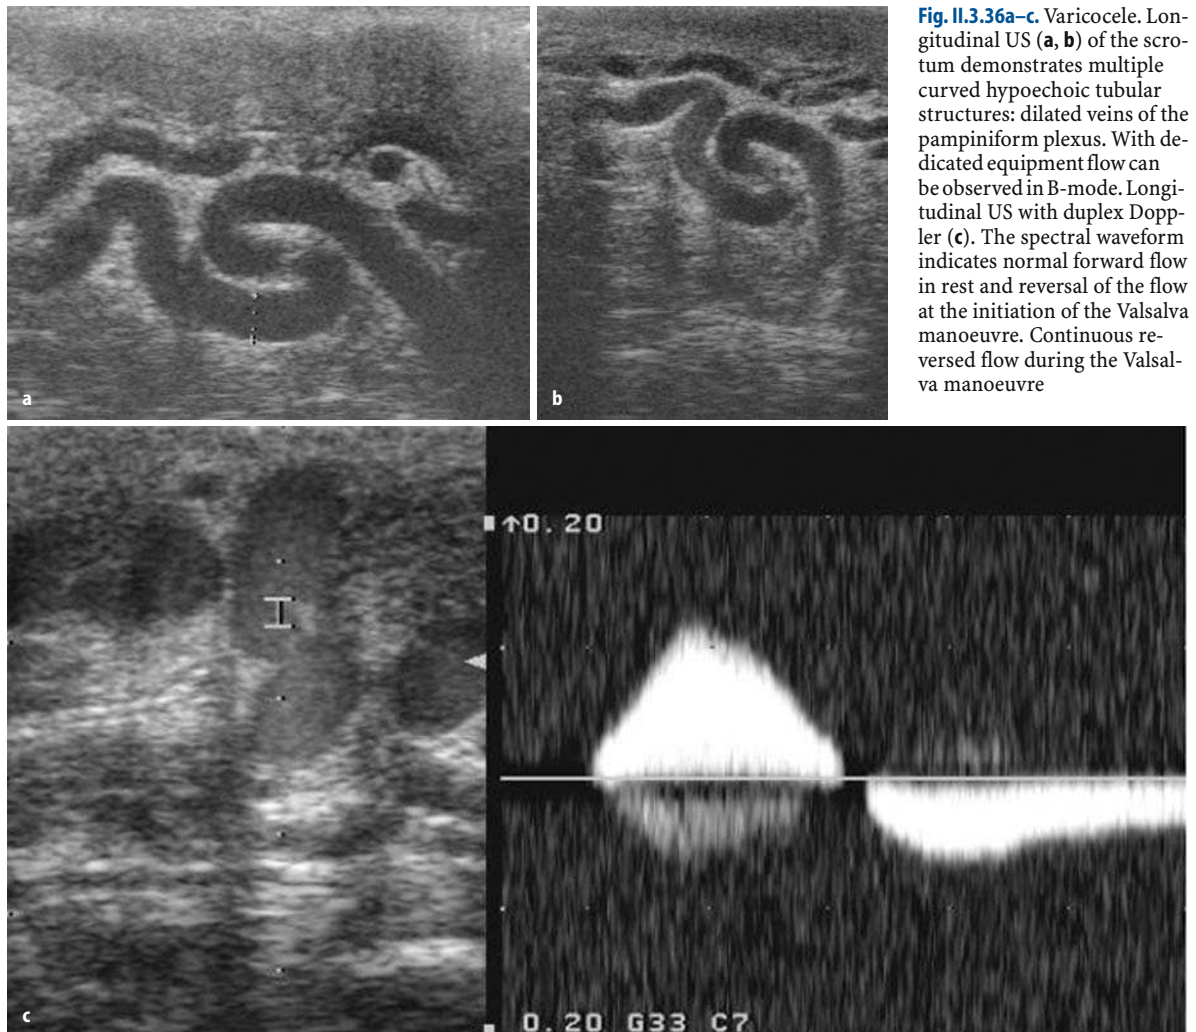 Fig. II.3.36a–c. Varicocele. Lon-
gitudinal US (a, b) of the scro-
tum demonstrates multiple
curved hypoechoic tubular
structures: dilated veins of the
pampiniform plexus. With de-
dicated equipment flow can
be observed in B-mode. Longi-
tudinal US with duplex Dopp-
ler (c). The spectral waveform
indicates normal forward flow
in rest and reversal of the flow
at the initiation of the Valsalva
manoeuvre. Continuous re-
versed flow during the Valsal-
va manoeuvre
a
b
↑0.20
c
0.20 G33 C7